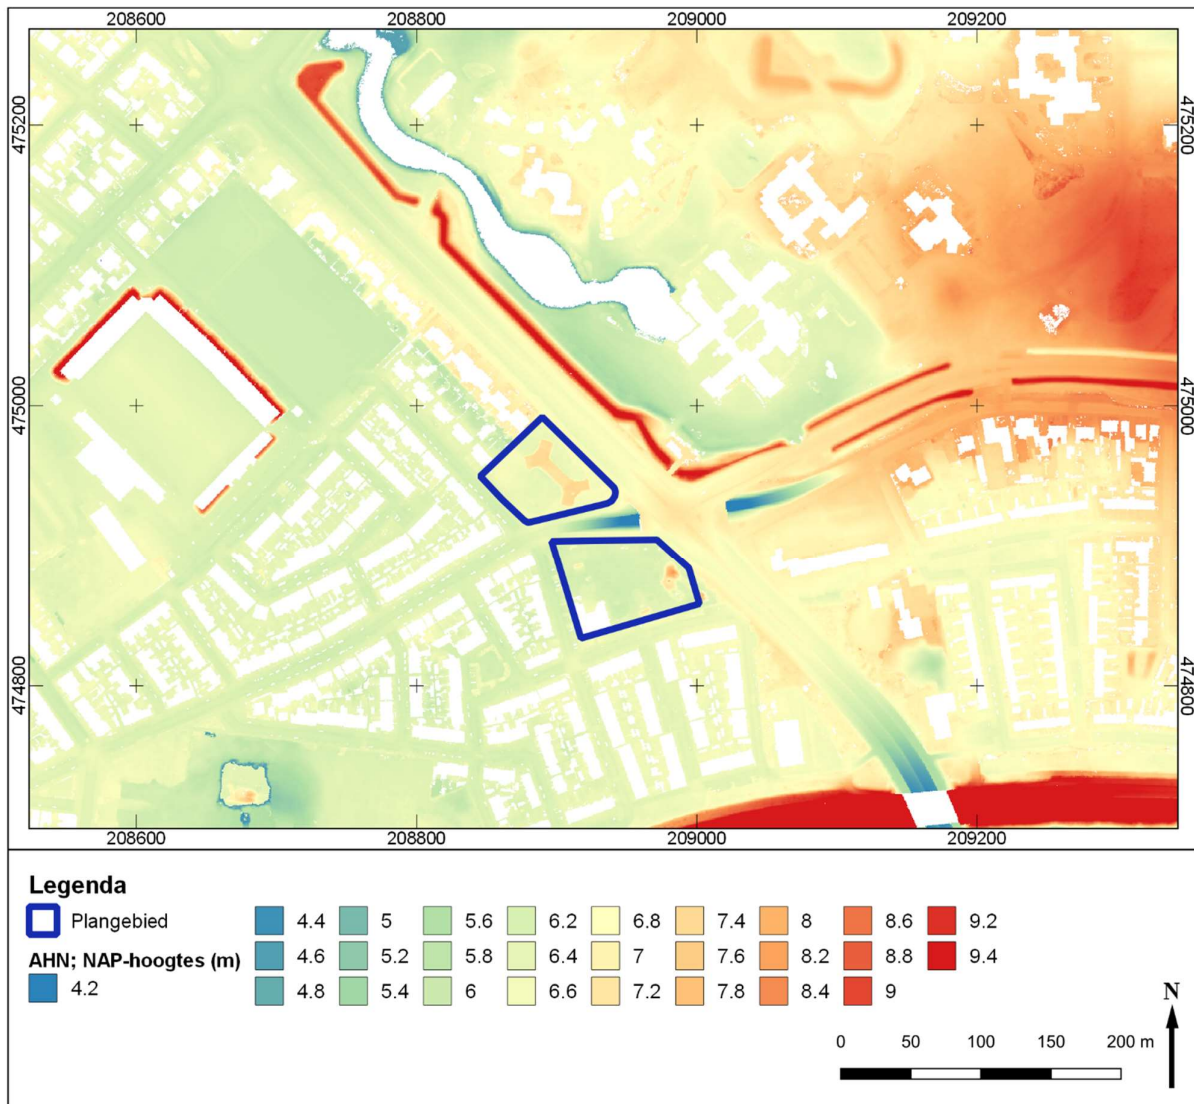 208600 208800 209000 209200
475200 475200
475000 475000
474800 474800
208600 208800 209000 209200
Legenda
Plangebied
AHN; NAP-hoogtes (m)
4.2
4.4 5 5.6 6.2 6.8 7.4 8 8.6 9.2
4.6 5.2 5.8 6.4 7 7.6 8.2 8.8 9.4
4.8 5.4 6 6.6 7.2 7.8 8.4 9
N
0 50 100 150 200 m